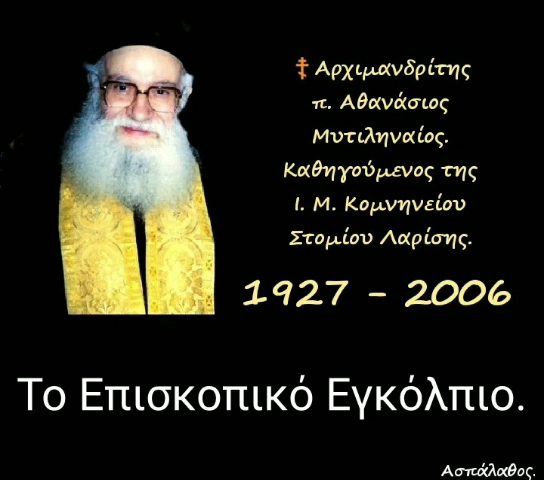 ‡ Αρχιμανδρίτης
π. Αθανάσιος
Μυτιληναίος.
Καθηγούμενος της
Ι. Μ. Κομνηνείου
Στομίου Λαρίσης.
1927 - 2006
Το Επισκοπικό Εγκόλπιο.
Ασπάλαθος.